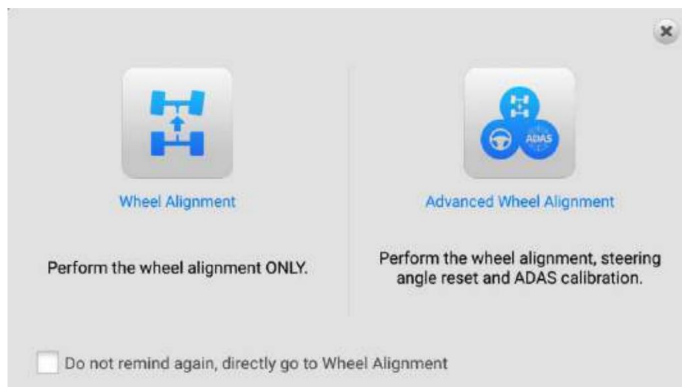 ADAS
Wheel Alignment
Perform the wheel alignment ONLY.
Advanced Wheel Alignment
Perform the wheel alignment, steering
angle reset and ADAS calibration.
Do not remind again, directly go to Wheel Alignment